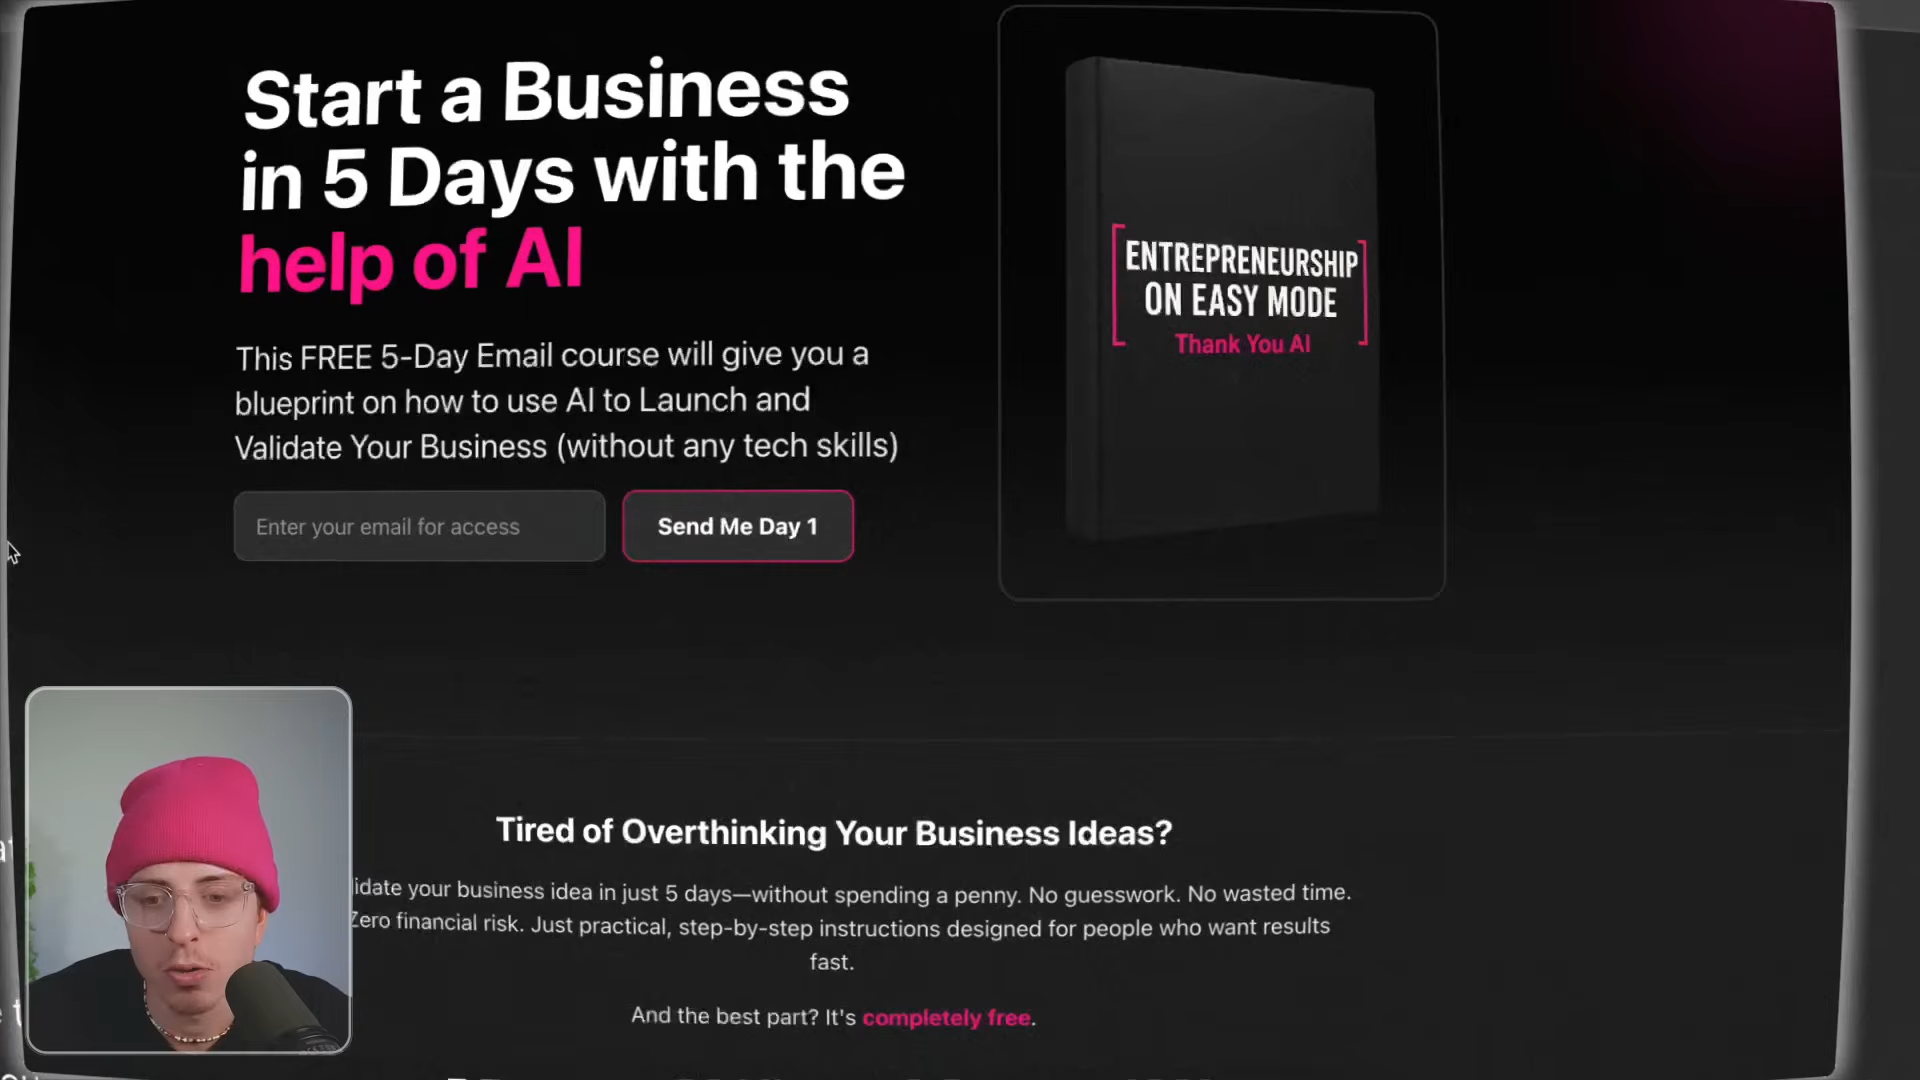 Start a Business
in 5 Days with the
help of AI
This FREE 5-Day Email course will give you a
blueprint on how to use AI to Launch and
Validate Your Business (without any tech skills)
Enter your email for access
Send Me Day 1
ENTREPRENEURSHIP
ON EASY MODE
Thank You AI
Tired of Overthinking Your Business Ideas?
your business idea in just 5 days—without spending a penny. No guesswork. No wasted time.
Zero financial risk. Just practical, step-by-step instructions designed for people who want results
fast.
And the best part? It's completely free.